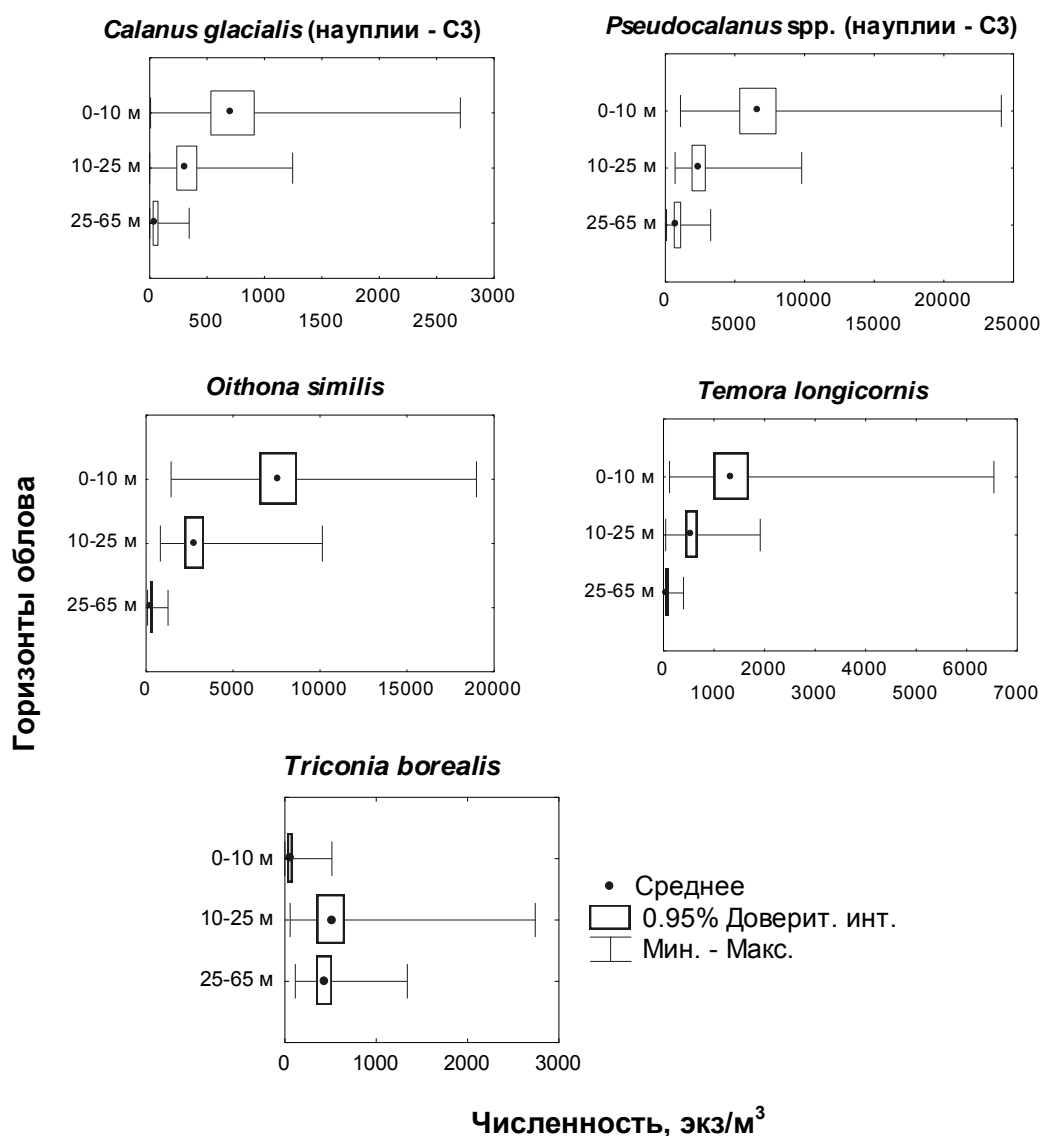 Calanus glacialis (науплии - C3)
0-10 м
10-25 м
25-65 м
0 1000 2000 3000
500 1500 2500
Pseudocalanus spp. (науплии - C3)
0-10 м
10-25 м
25-65 м
0 10000 20000
5000 15000 25000
Oithona similis
0-10 м
10-25 м
25-65 м
0 5000 10000 15000 20000
Temora longicornis
0-10 м
10-25 м
25-65 м
0 2000 4000 6000
1000 3000 5000 7000
Горизонты облова
Triconia borealis
0-10 м
10-25 м
25-65 м
0 1000 2000 3000
Среднее
0.95% Доверит. инт.
Мин. - Макс.
Численность, экз/м³